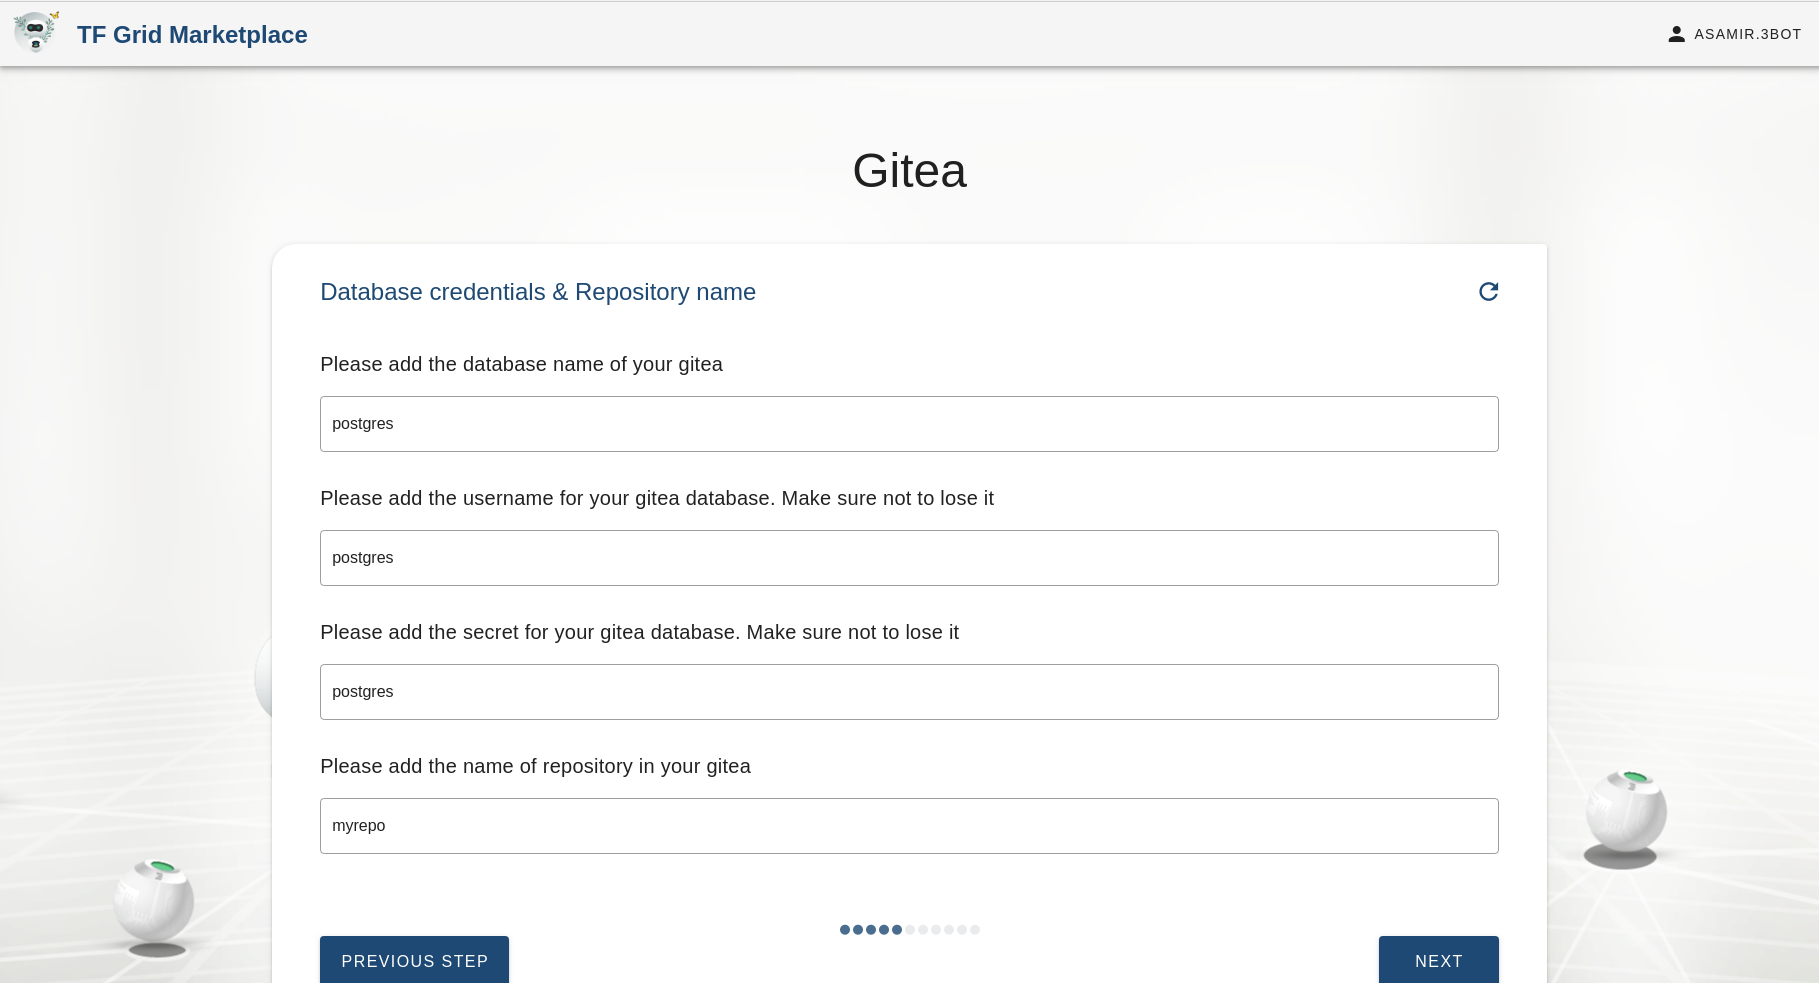 TF Grid Marketplace
ASAMIR.3BOT
Gitea
Database credentials & Repository name
Please add the database name of your gitea
postgres
Please add the username for your gitea database. Make sure not to lose it
postgres
Please add the secret for your gitea database. Make sure not to lose it
postgres
Please add the name of repository in your gitea
myrepo
PREVIOUS STEP
NEXT